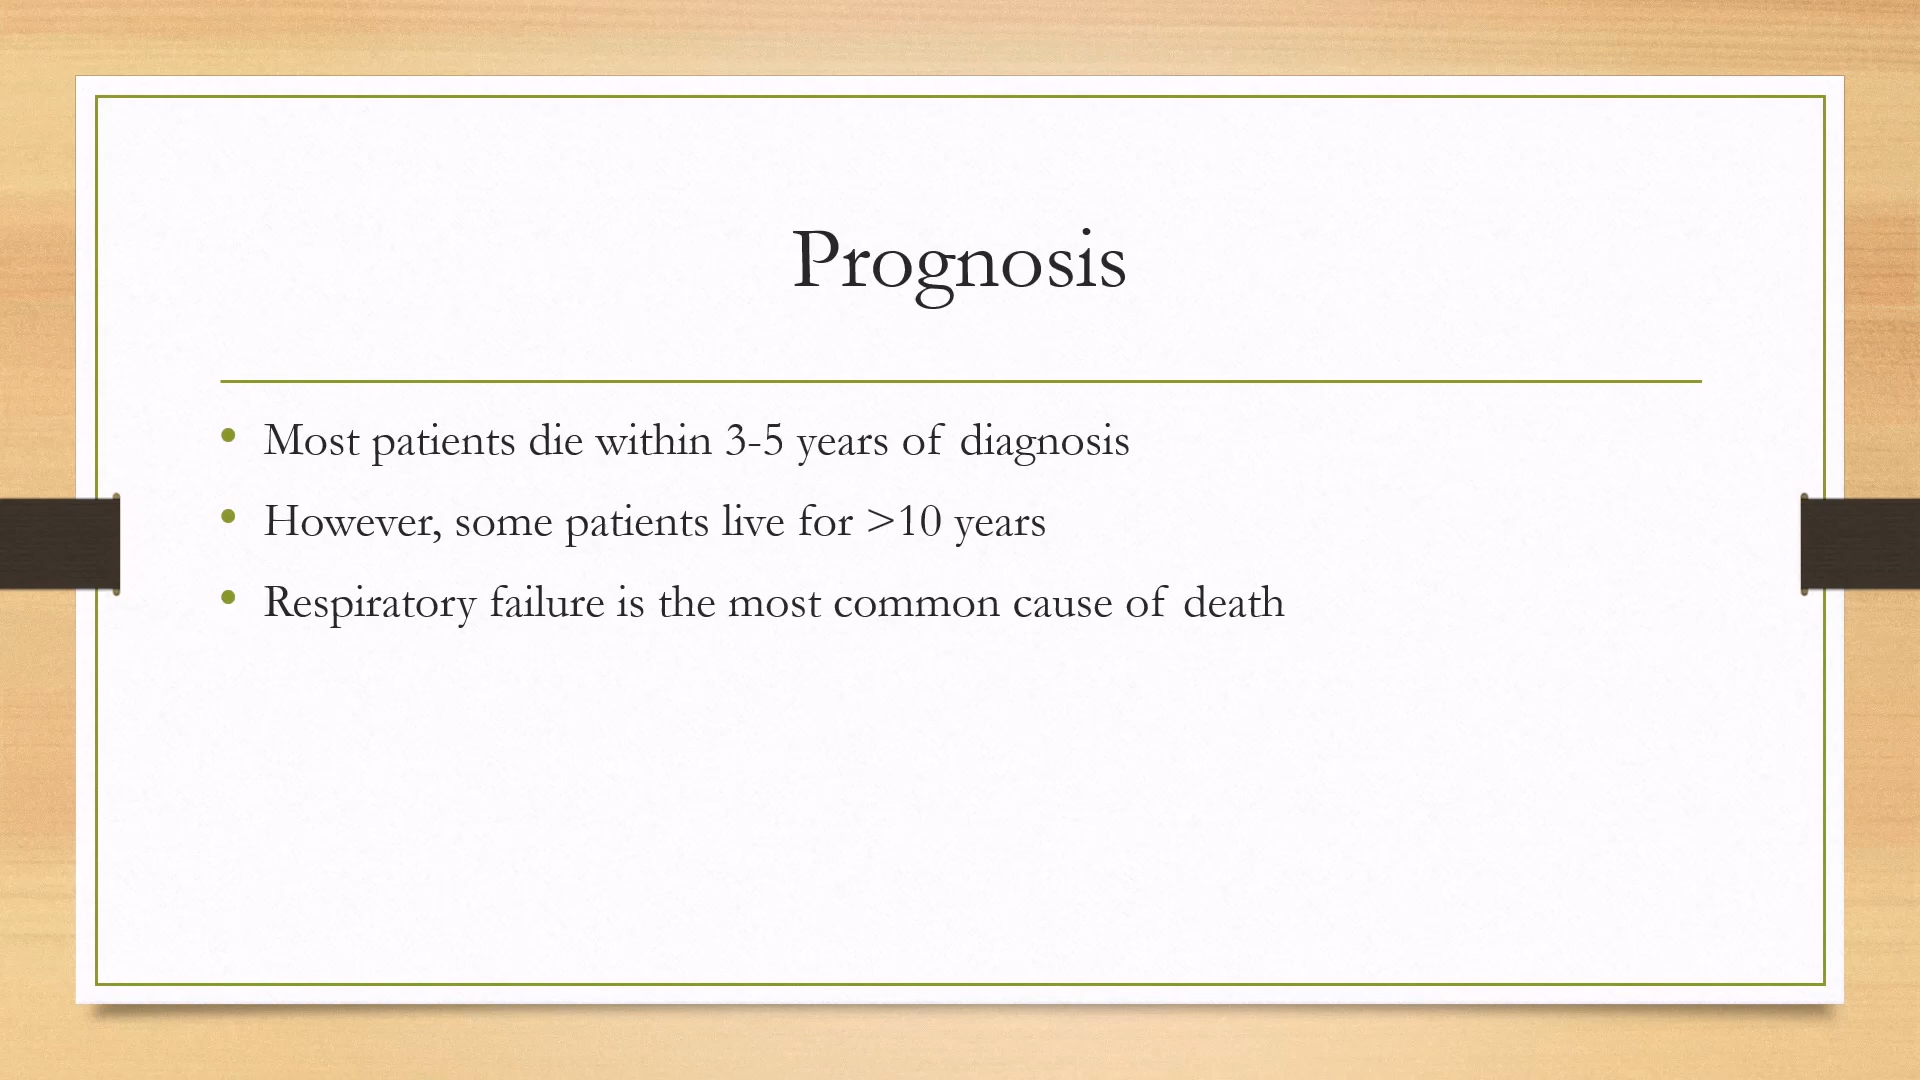 Prognosis
• Most patients die within 3-5 years of diagnosis
• However, some patients live for >10 years
• Respiratory failure is the most common cause of death